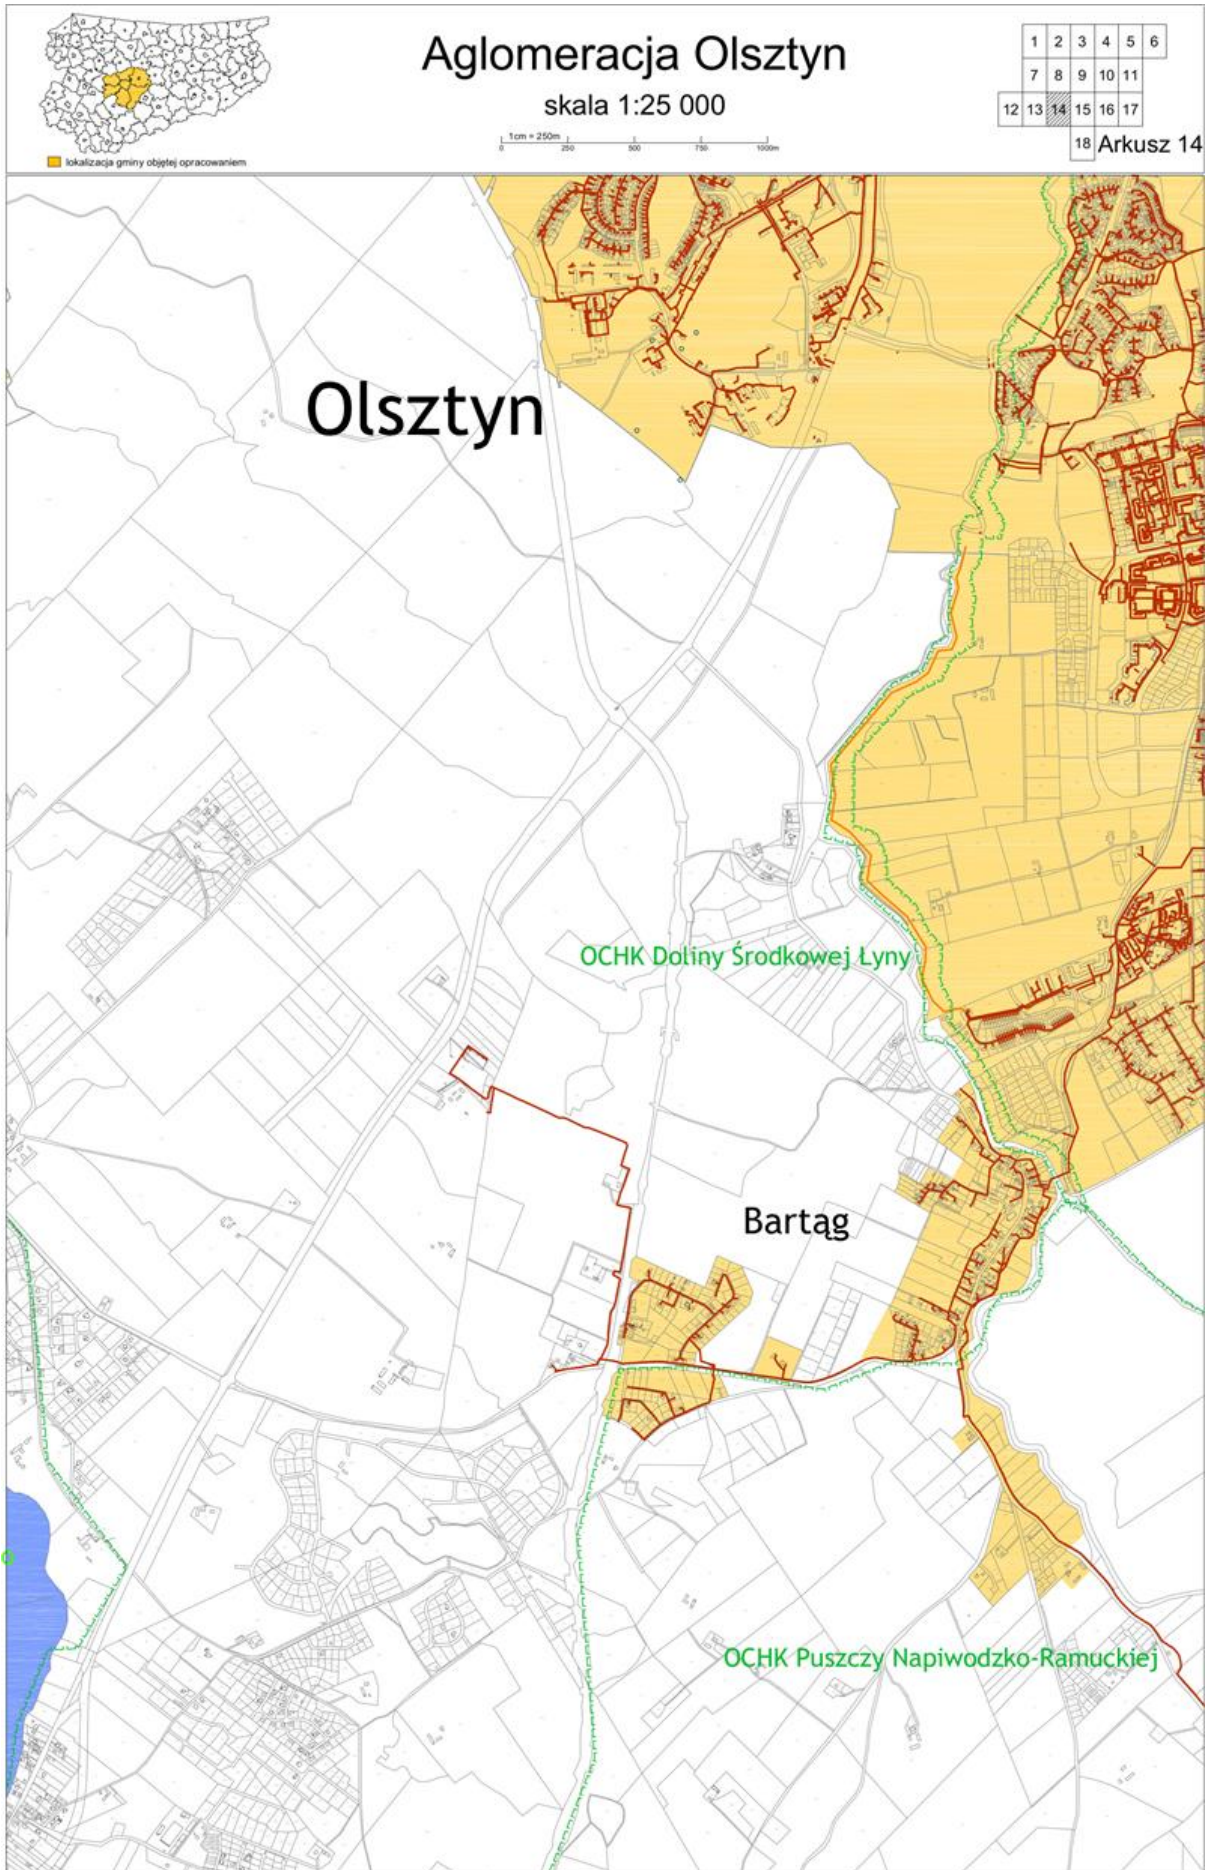 Aglomeracja Olsztyn
skala 1:25 000
1cm = 250m
0 250 500 750 1000m
lokalizacja gminy objętej opracowaniem
1 2 3 4 5 6
7 8 9 10 11
12 13 14 15 16 17
18 Arkusz 14
Olsztyn
OCHK Doliny Środkowej Łyny
Bartąg
OCHK Puszczy Napiwodzko-Ramuckiej